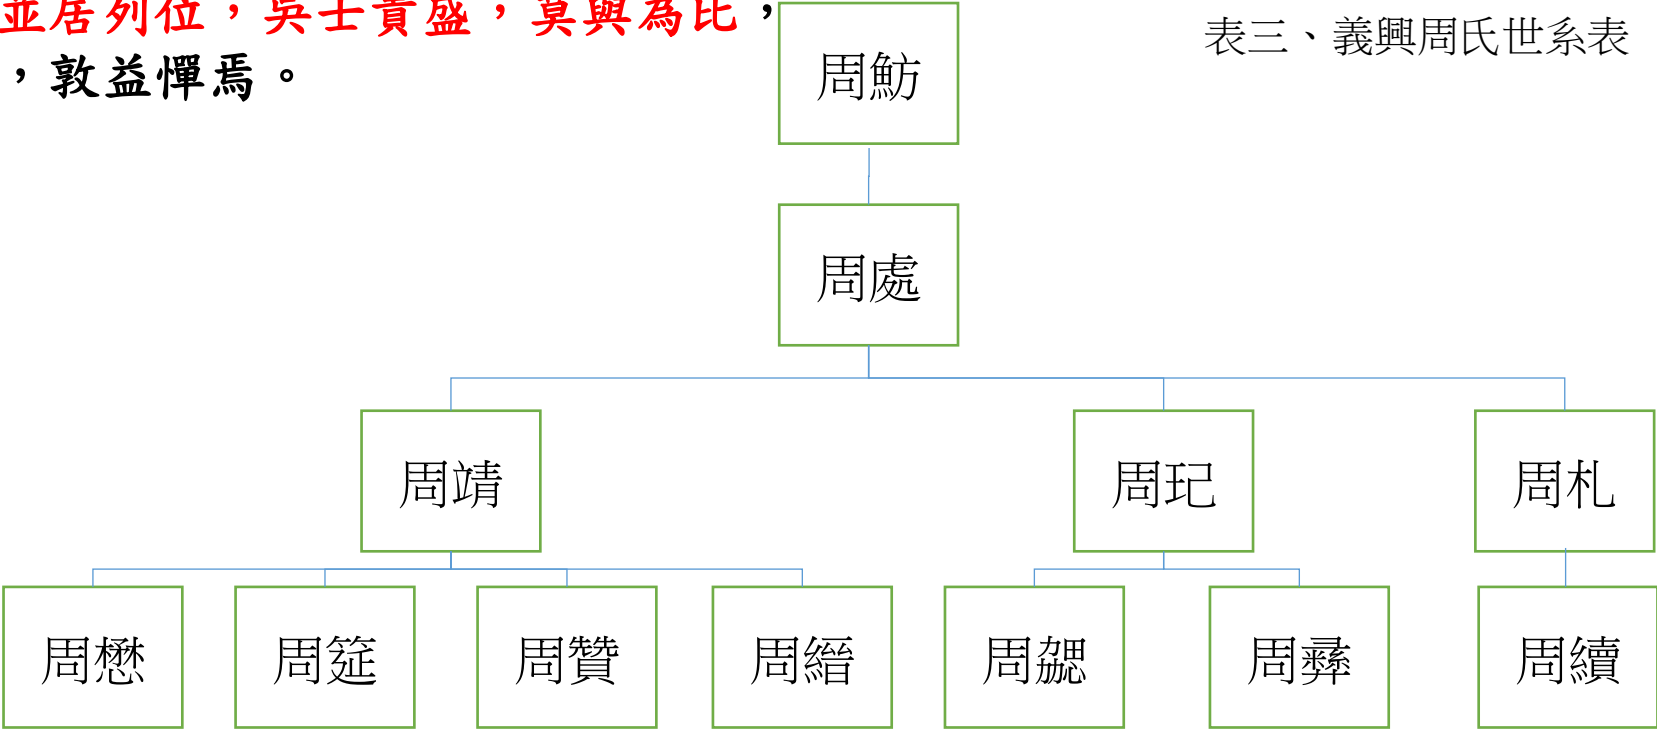 並居列位，吳士貴盛，莫與為比，
，敦益憚焉。
表三、義興周氏世系表
周魴
周處
周靖
周玘
周札
周懋
周筵
周贊
周縉
周勰
周彞
周續